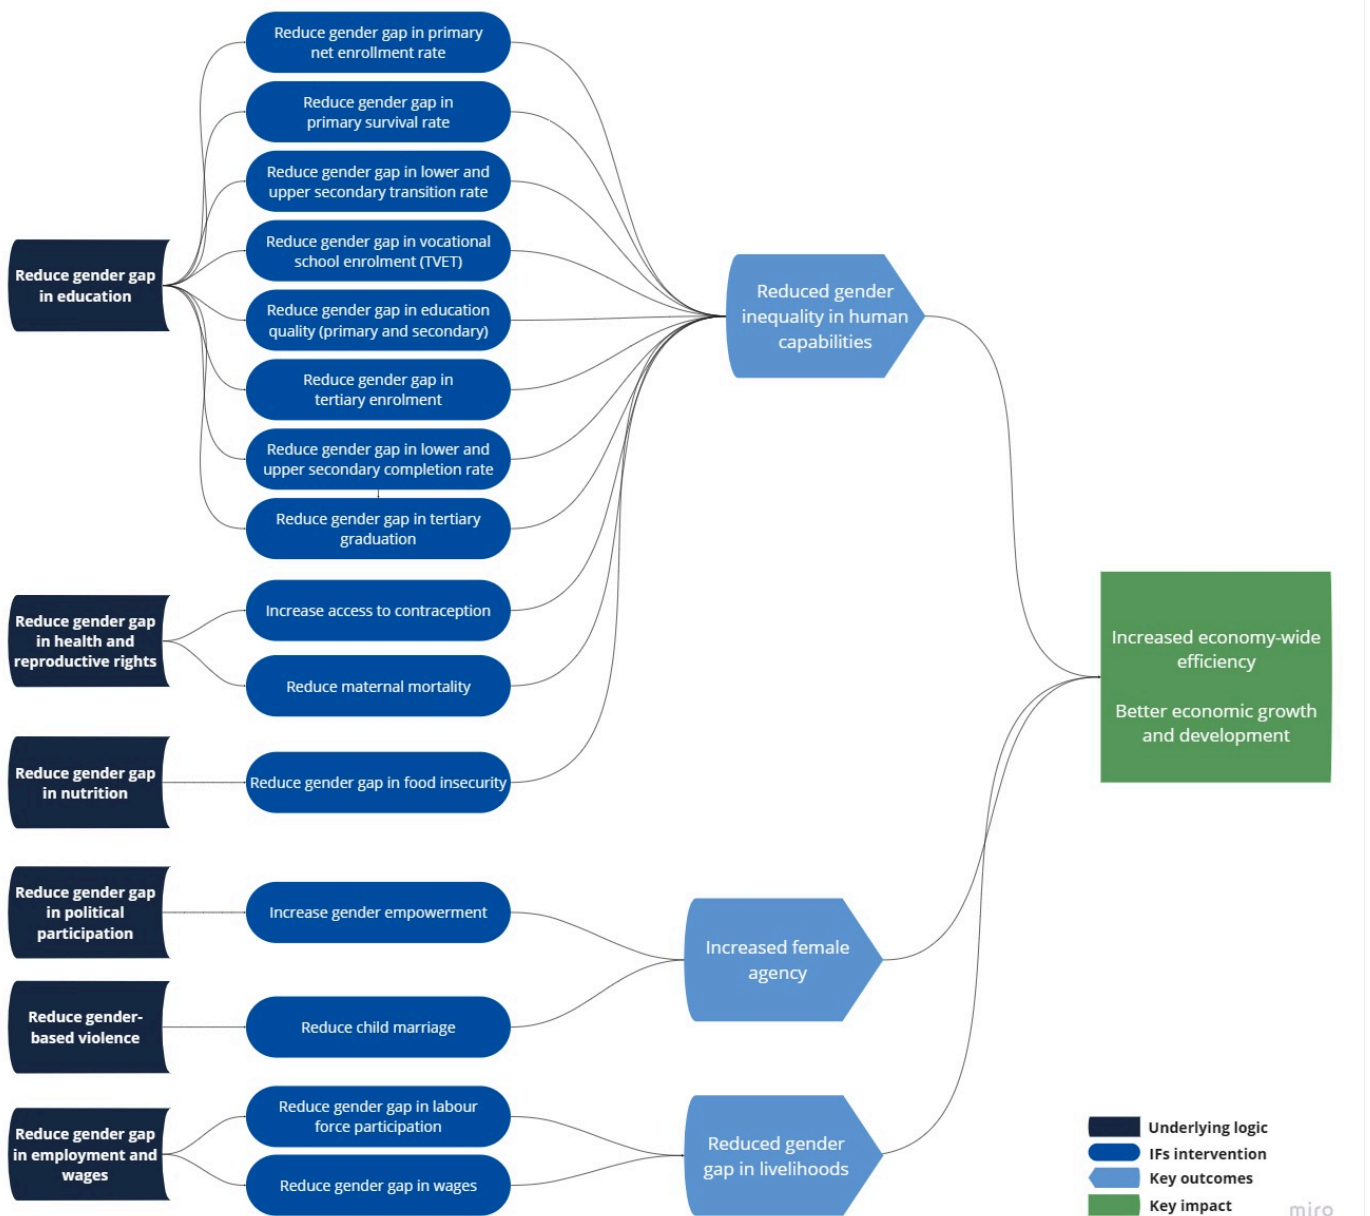 Reduce gender gap in primary
net enrollment rate
Reduce gender gap in
primary survival rate
Reduce gender gap in lower and
upper secondary transition rate
Reduce gender gap in vocational
school enrolment (TVET)
Reduce gender gap in education
quality (primary and secondary)
Reduce gender gap in
tertiary enrolment
Reduce gender gap in lower and
upper secondary completion rate
Reduce gender gap in tertiary
graduation
Reduce gender gap
in education
Reduced gender
inequality in human
capabilities
Reduce gender gap
in health and
reproductive rights
Increase access to contraception
Reduce maternal mortality
Reduce gender gap
in nutrition
Reduce gender gap in food insecurity
Increased economy-wide
efficiency
Better economic growth
and development
Reduce gender gap
in political
participation
Increase gender empowerment
Increased female
agency
Reduce gender-
based violence
Reduce child marriage
Reduce gender gap
in employment and
wages
Reduce gender gap in labour
force participation
Reduce gender gap in wages
Reduced gender
gap in livelihoods
Underlying logic
IFs intervention
Key outcomes
Key impact
miro